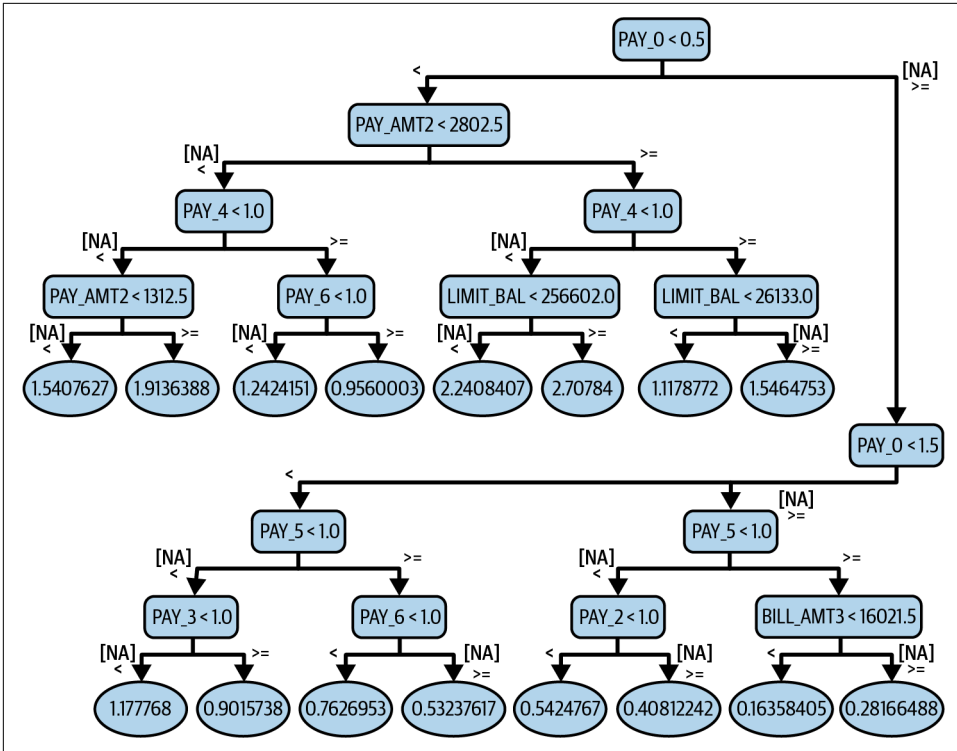 PAY_0 < 0.5
< [NA]
>=
PAY_AMT2 < 2802.5
[NA]
< >=
PAY_4 < 1.0 PAY_4 < 1.0
[NA]
< >= [NA]
< >=
PAY_AMT2 < 1312.5 PAY_6 < 1.0 LIMIT_BAL < 256602.0 LIMIT_BAL < 26133.0
[NA]
< >= [NA]
< >= [NA]
< >= < [NA]
>=
1.5407627 1.9136388 1.2424151 0.9560003 2.2408407 2.70784 1.1178772 1.5464753
PAY_0 < 1.5
< [NA]
>=
PAY_5 < 1.0 PAY_5 < 1.0
[NA]
< >= [NA]
< >=
PAY_3 < 1.0 PAY_6 < 1.0 PAY_2 < 1.0 BILL_AMT3 < 16021.5
[NA]
< >= < [NA]
>= < [NA]
>= < [NA]
>=
1.177768 0.9015738 0.7626953 0.53237617 0.5424767 0.40812242 0.16358405 0.28166488